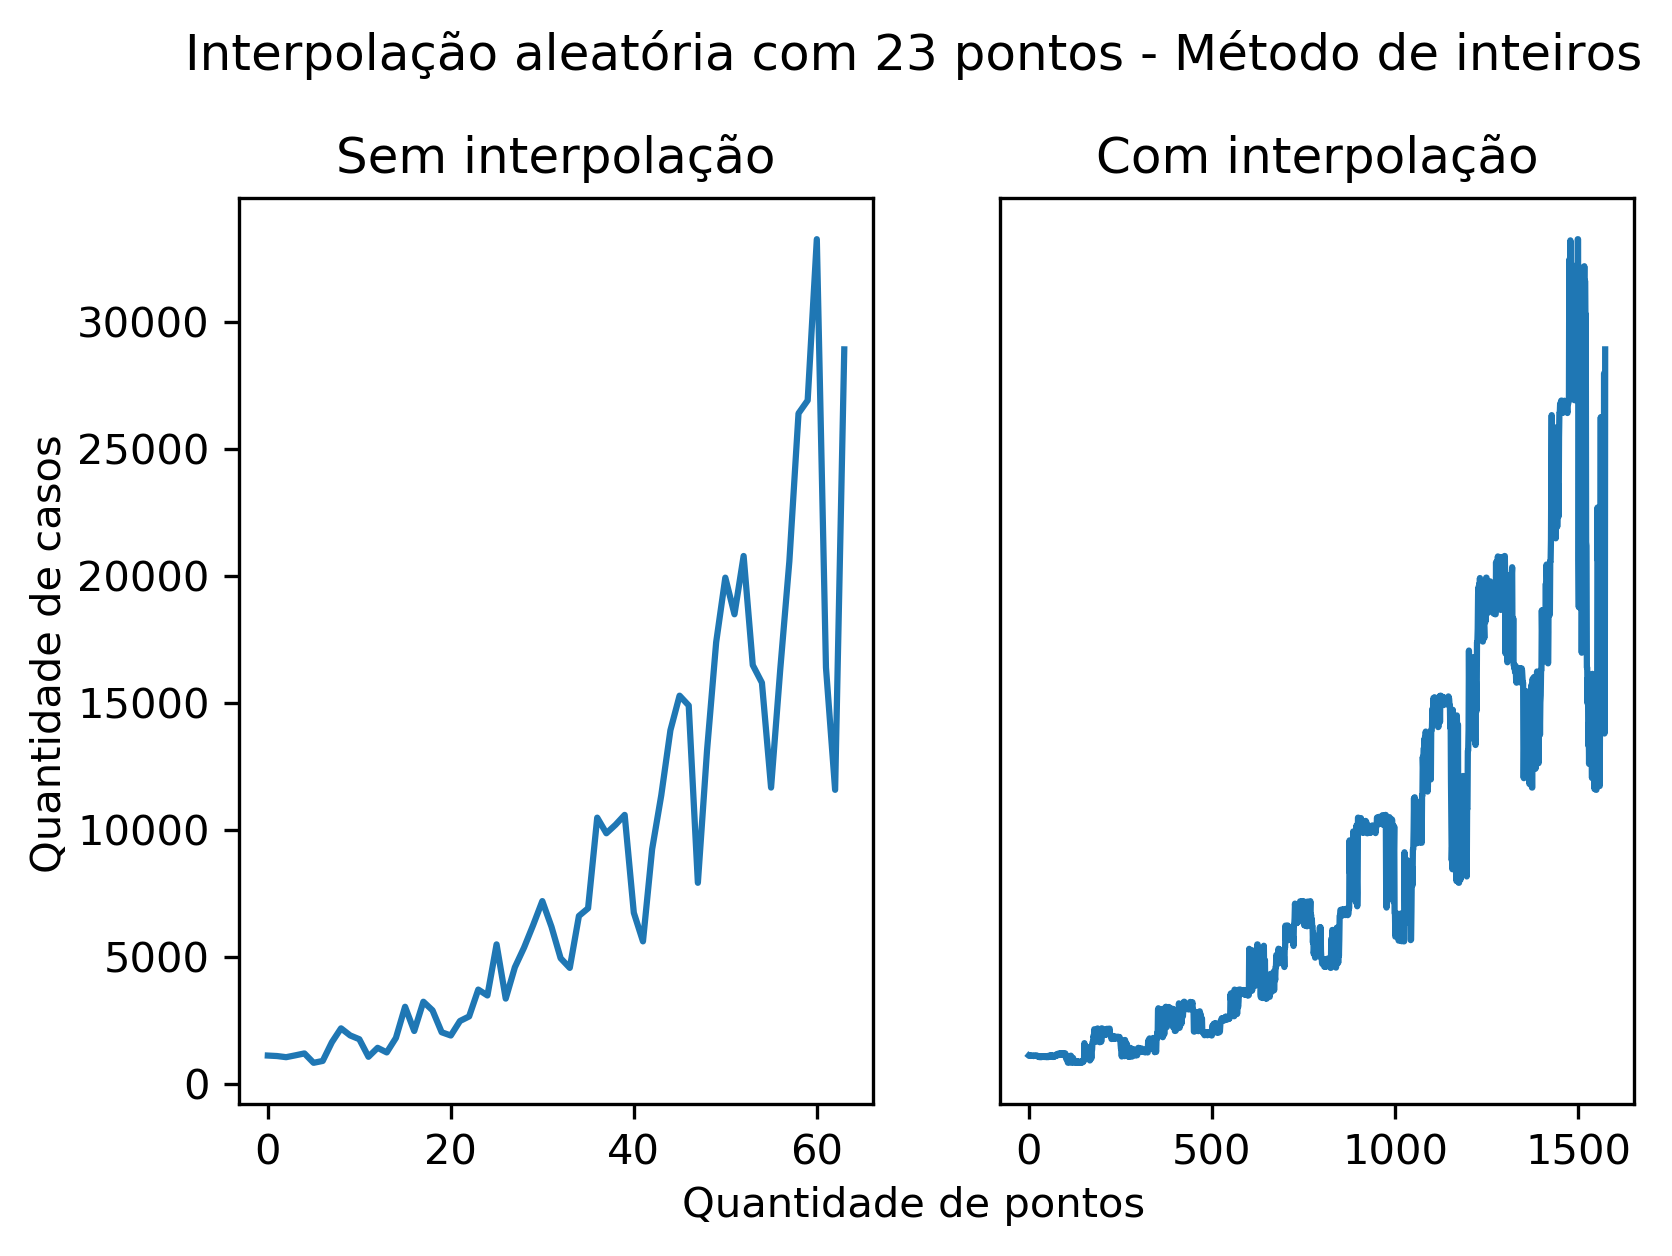 Interpolação aleatória com 23 pontos - Método de inteiros
Sem interpolação
Com interpolação
Quantidade de casos
30000
25000
20000
15000
10000
5000
0
0 20 40 60
0 500 1000 1500
Quantidade de pontos